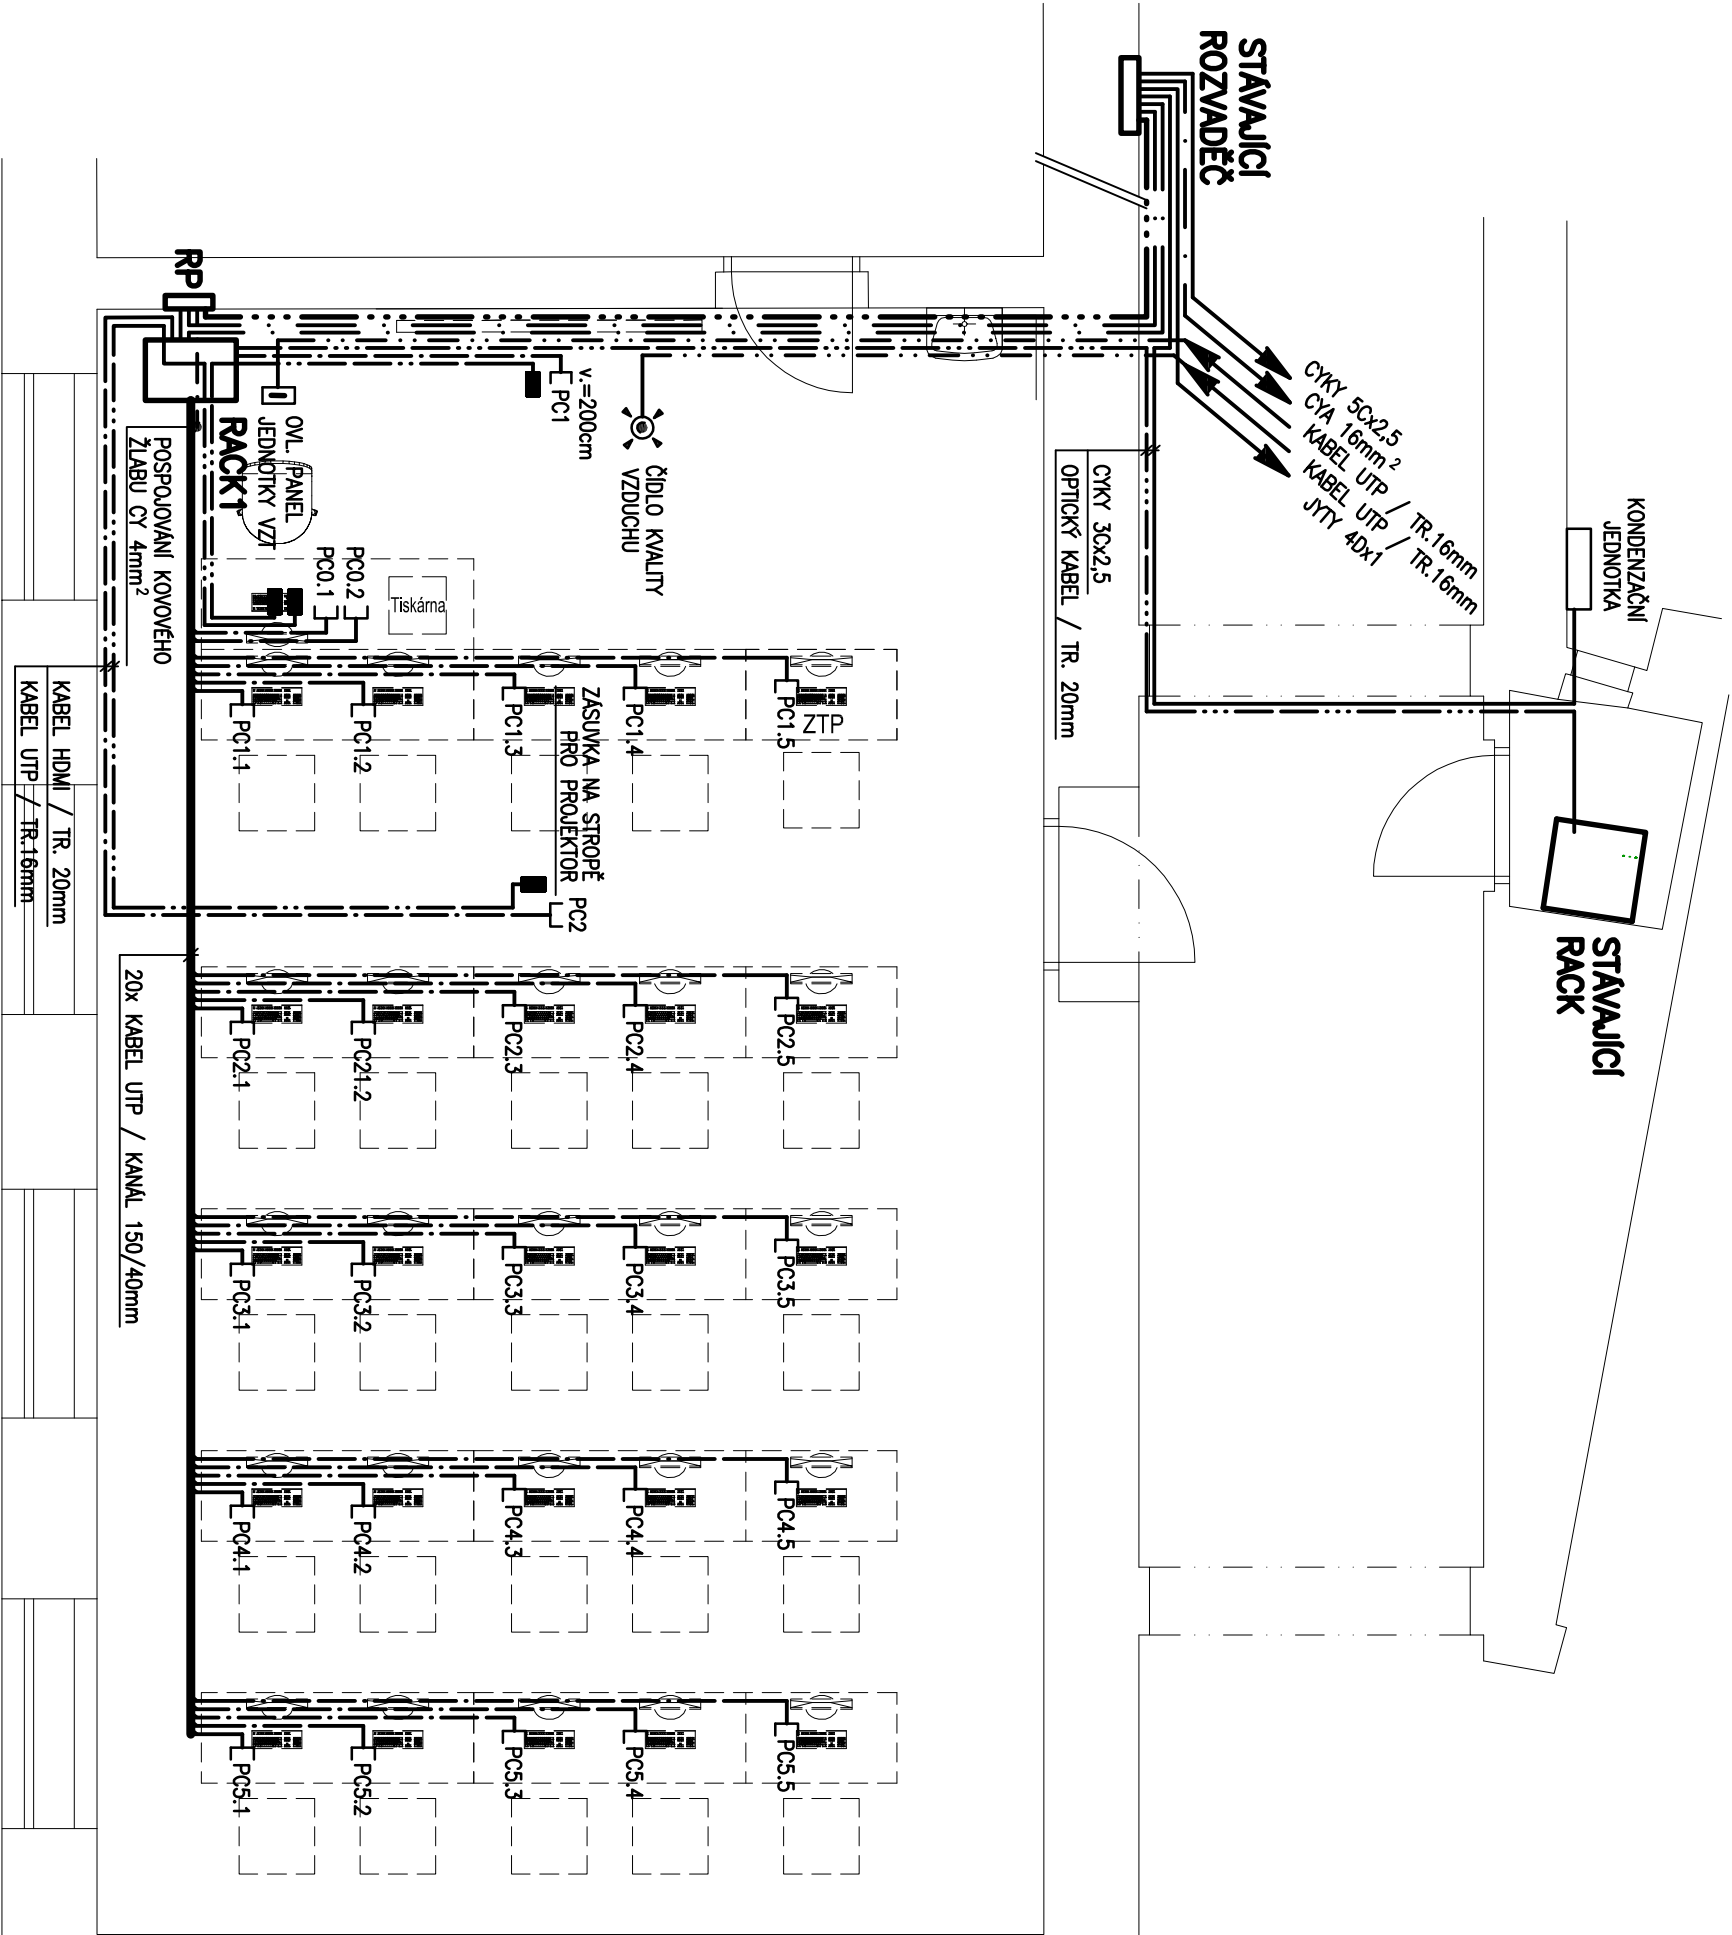 STÁVAJÍCÍ
ROZVADĚČ
CYKY 5Cx2,5
CYA 16mm²
KABEL UTP / TR.16mm
KABEL UTP / TR.16mm
JYTY 4Dx1
KONDENZAČNÍ
JEDNOTKA
STÁVAJÍCÍ
RACK
CYKY 3Cx2,5
OPTICKÝ KABEL / TR. 20mm
RP
RACK1
OVL. PANEL
JEDNOTKY VZT
v.=200cm
PC1
ČÍDLO KVALITY
VZDUCHU
POSPOJOVÁNÍ KOVOVÉHO
ŽLABU CY 4mm²
PC0.2
PC0.1
Tiskárna
PC1.1
PC1.2
PC1.3
PC1.4
PC1.5
ZTP
ZÁSUVKA NA STROPĚ
PRO PROJEKTOR
PC2
KABEL HDMI / TR. 20mm
KABEL UTP / TR.16mm
20x KABEL UTP / KANÁL 150/40mm
PC2.1
PC21.2
PC2.3
PC2.4
PC2.5
PC3.1
PC3.2
PC3.3
PC3.4
PC3.5
PC4.1
PC4.2
PC4.3
PC4.4
PC4.5
PC5.1
PC5.2
PC5.3
PC5.4
PC5.5